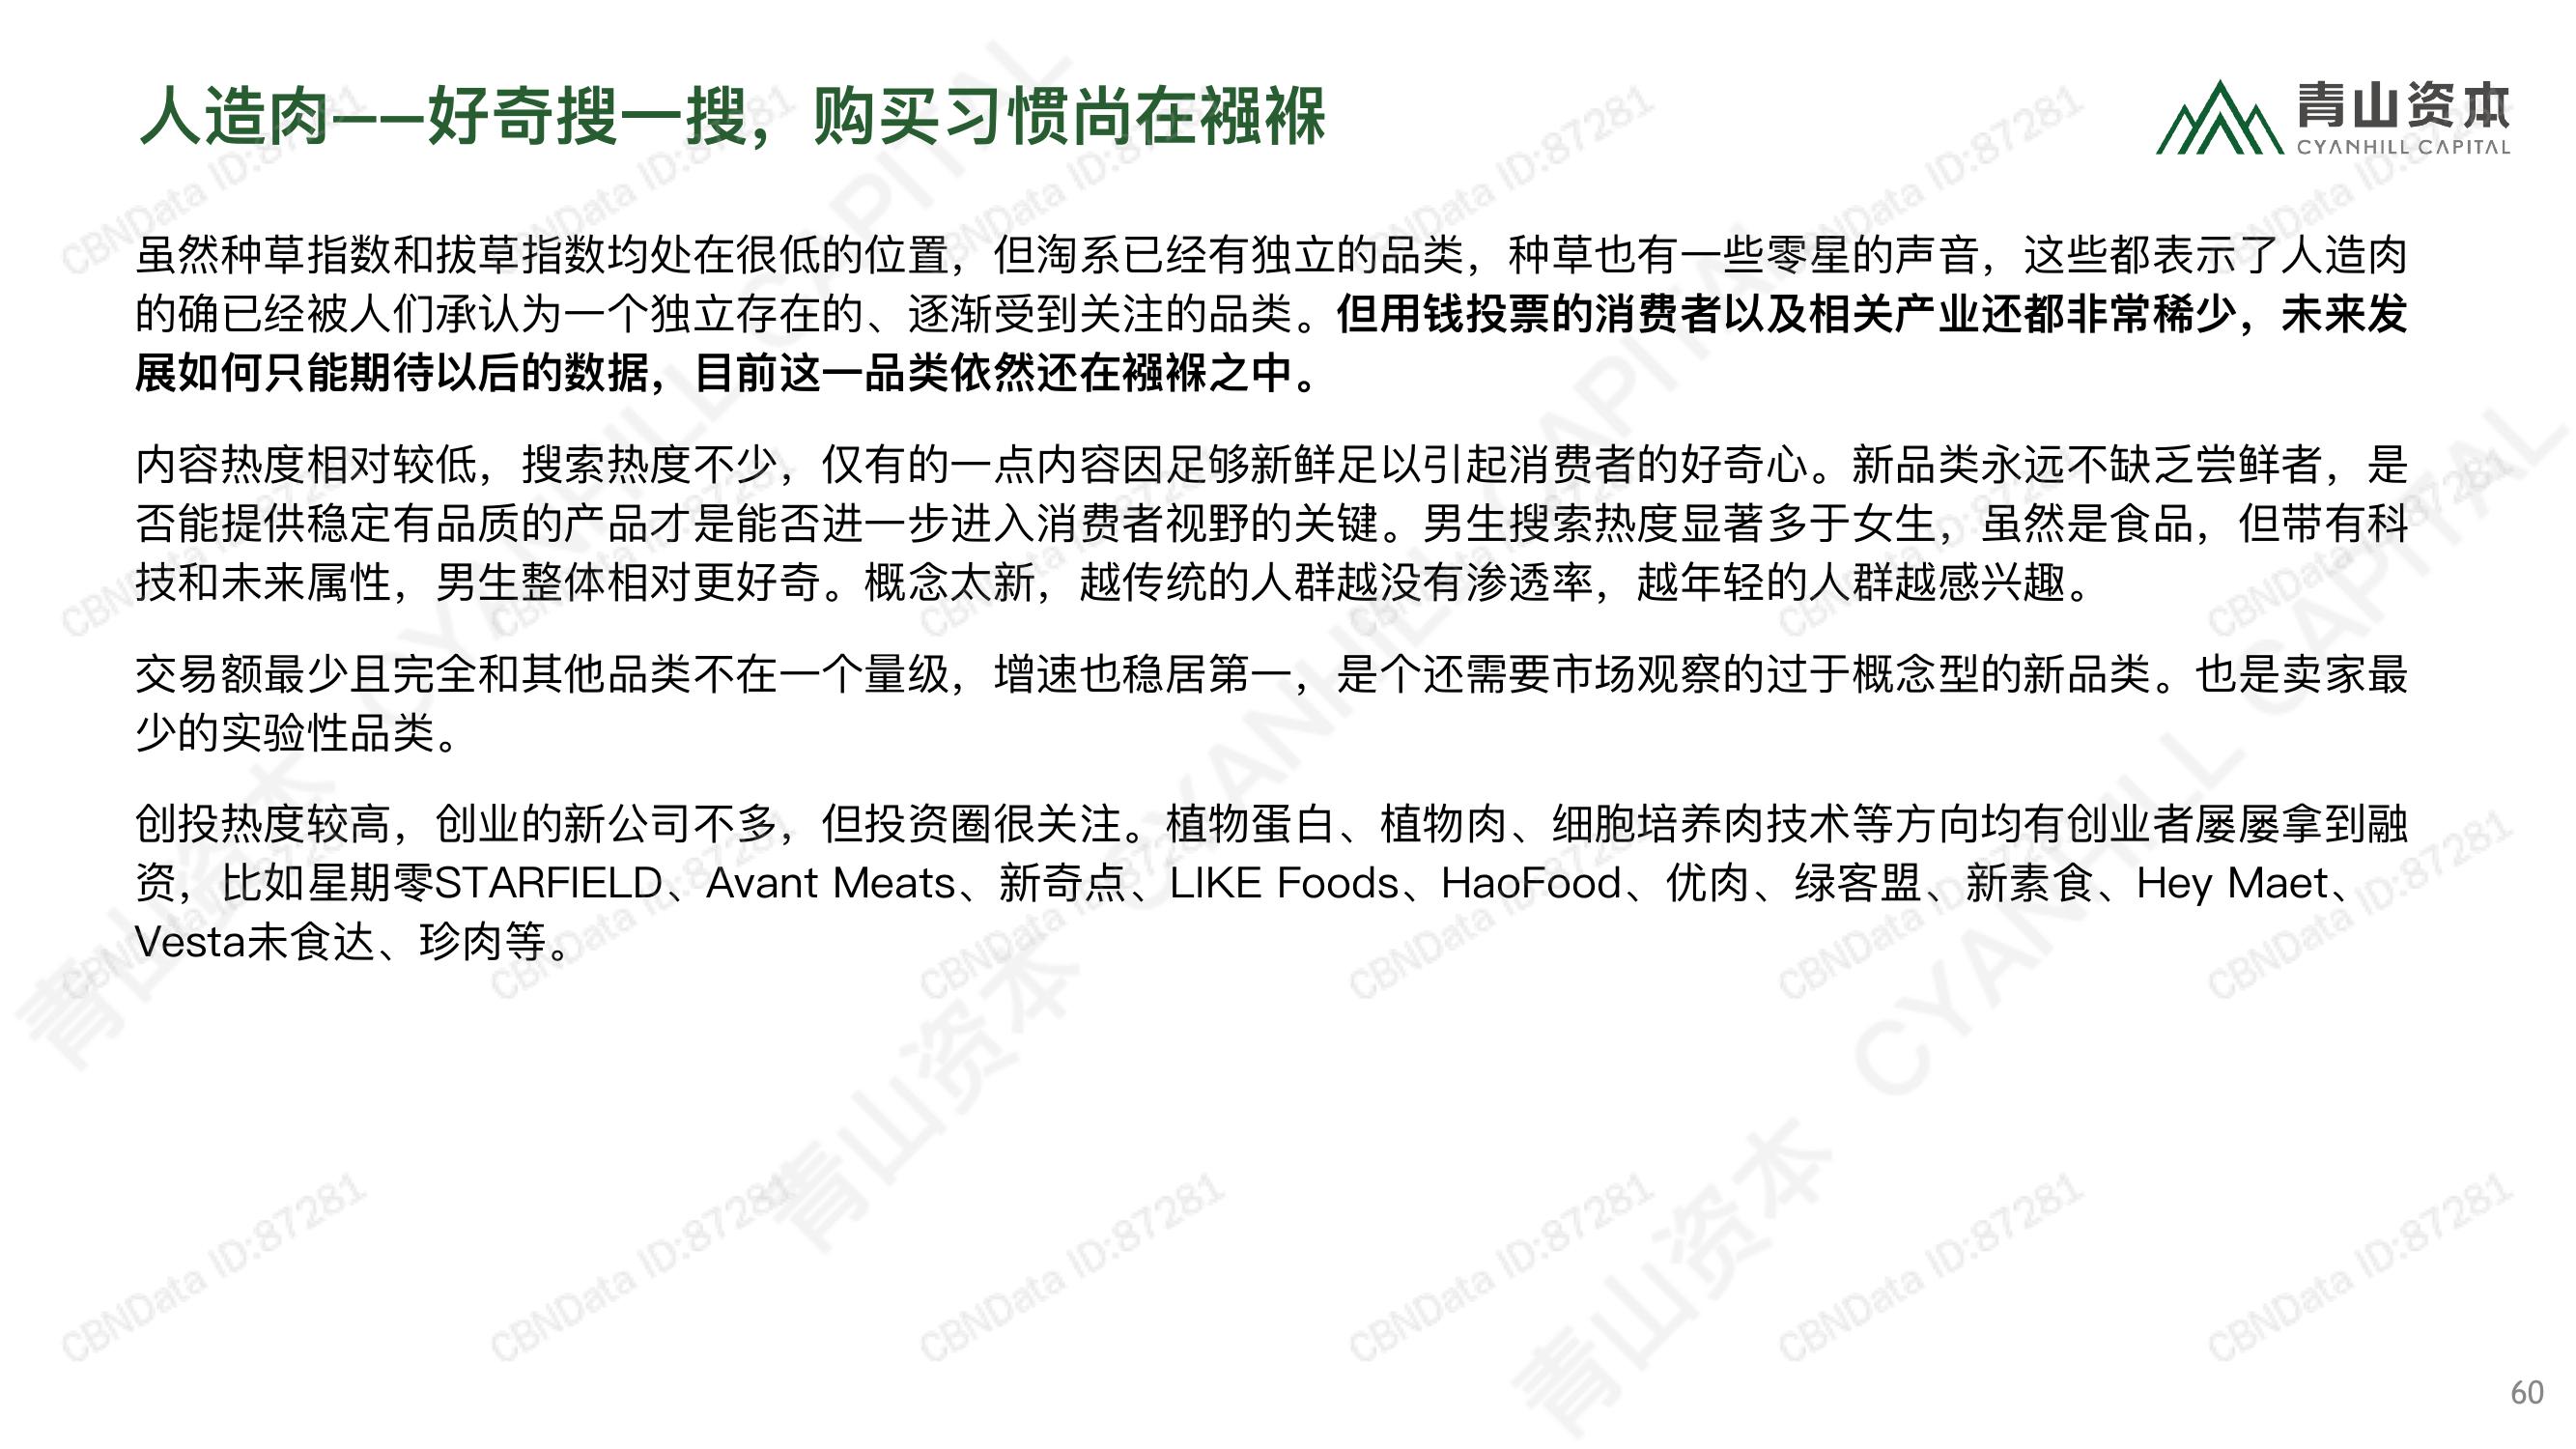 人造肉——好奇搜一搜，购买习惯尚在襁褓
青山资本
CYANHILL CAPITAL
虽然种草指数和拔草指数均处在很低的位置，但淘系已经有独立的品类，种草也有一些零星的声音，这些都表示了人造肉
的确已经被人们承认为一个独立存在的、逐渐受到关注的品类。但用钱投票的消费者以及相关产业还都非常稀少，未来发
展如何只能期待以后的数据，目前这一品类依然还在襁褓之中。
内容热度相对较低，搜索热度不少，仅有的一点内容因足够新鲜足以引起消费者的好奇心。新品类永远不缺乏尝鲜者，是
否能提供稳定有品质的产品才是能否进一步进入消费者视野的关键。男生搜索热度显著多于女生，虽然是食品，但带有科
技和未来属性，男生整体相对更好奇。概念太新，越传统的人群越没有渗透率，越年轻的人群越感兴趣。
交易额最少且完全和其他品类不在一个量级，增速也稳居第一，是个还需要市场观察的过于概念型的新品类。也是卖家最
少的实验性品类。
创投热度较高，创业的新公司不多，但投资圈很关注。植物蛋白、植物肉、细胞培养肉技术等方向均有创业者屡屡拿到融
资，比如星期零STARFIELD、Avant Meats、新奇点、LIKE Foods、HaoFood、优肉、绿客盟、新素食、Hey Maet、
Vesta未食达、珍肉等。
青山资本 CYANHILL CAPITAL
CBNData ID:87281
60